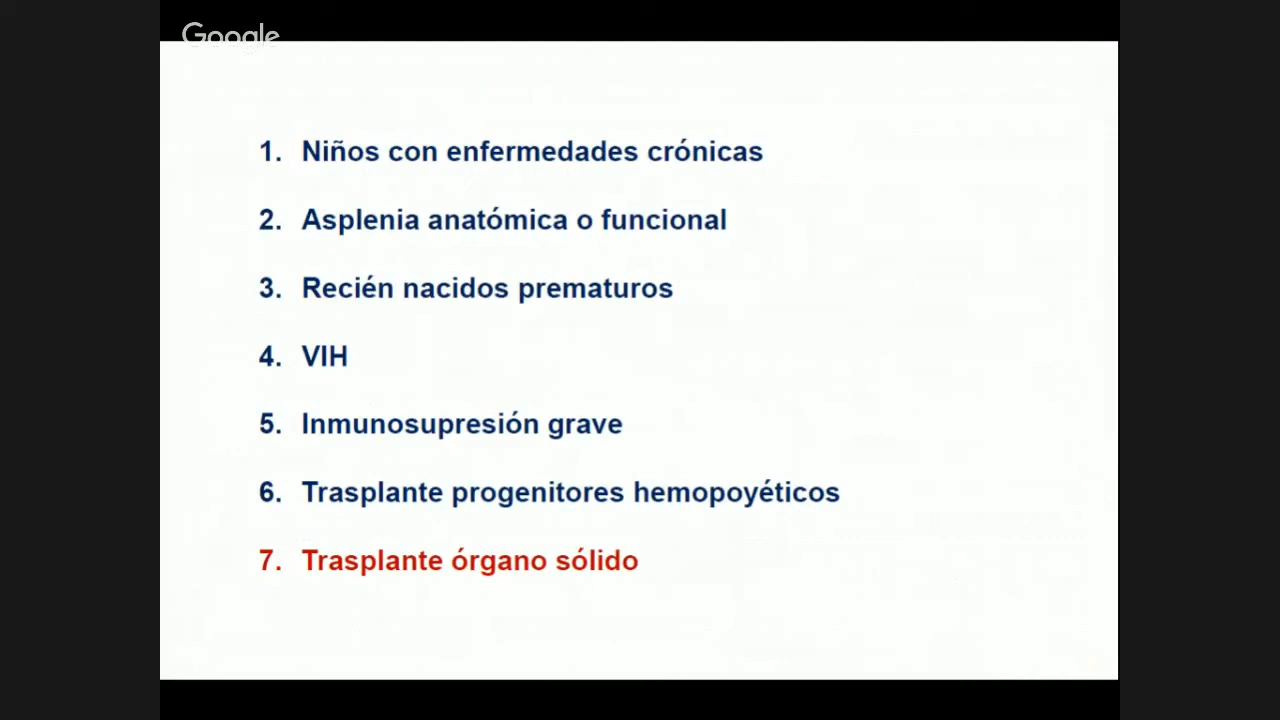 Google
1. Niños con enfermedades crónicas
2. Asplenia anatómica o funcional
3. Recién nacidos prematuros
4. VIH
5. Inmunosupresión grave
6. Trasplante progenitores hemopoyéticos
7. Trasplante órgano sólido